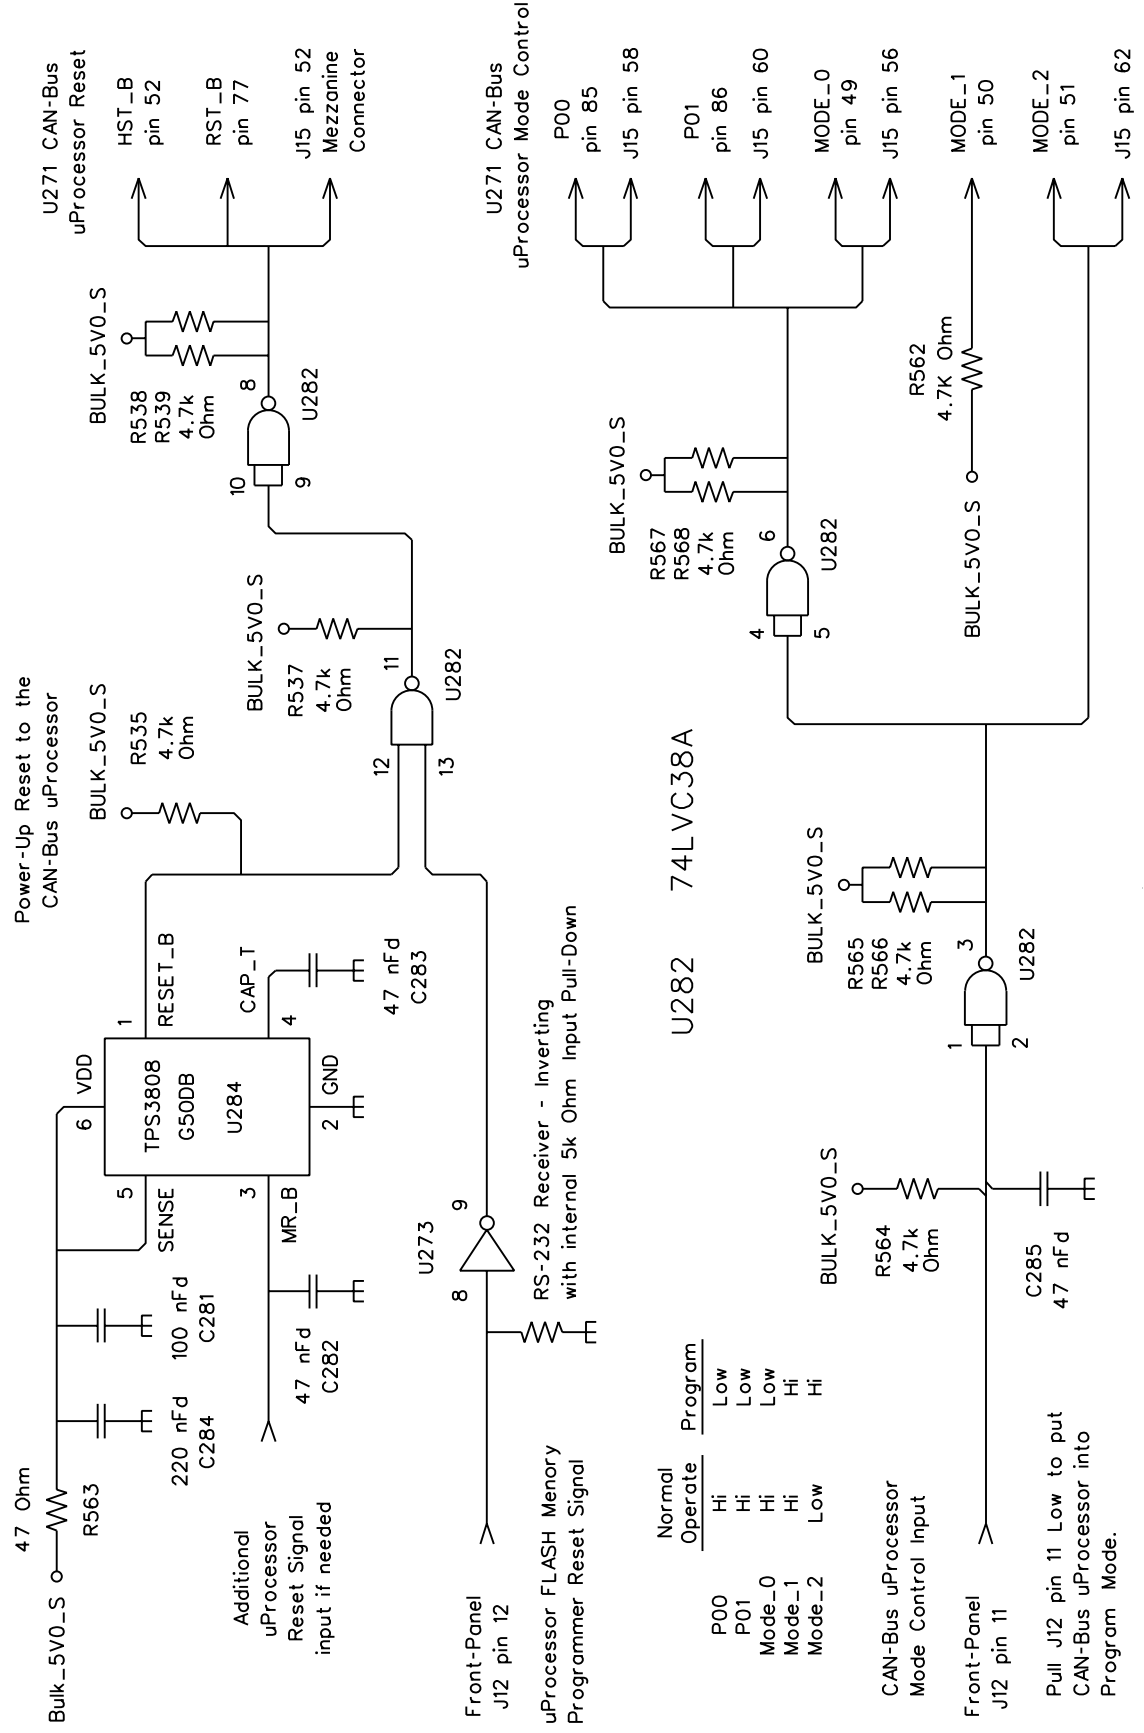 Power-Up Reset to the
CAN-Bus uProcessor
U271 CAN-Bus
uProcessor Reset
HST_B
pin 52
RST_B
pin 77
J15 pin 52
Mezzanine
Connector
BULK_5V0_S
R538
R539
4.7k
Ohm
8
10
9
U282
BULK_5V0_S
R537
4.7k
Ohm
11
12
13
U282
BULK_5V0_S
R535
4.7k
Ohm
Bulk_5V0_S
47 Ohm
R563
220 nFd
C284
100 nFd
C281
6
VDD
5
SENSE
3
MR_B
TPS3808
G50DB
U284
1
RESET_B
CAP_T
4
2
GND
47 nFd
C283
47 nFd
C282
Additional
uProcessor
Reset Signal
input if needed
Front-Panel
J12 pin 12
uProcessor FLASH Menory
Programmer Reset Signal
U273
8
9
RS-232 Receiver - Inverting
with internal 5k Ohm Input Pull-Down
U282 74LVC38A
U271 CAN-Bus
uProcessor Mode Control
P00
pin 85
J15 pin 58
P01
pin 86
J15 pin 60
MODE_0
pin 49
J15 pin 56
MODE_1
pin 50
MODE_2
pin 51
J15 pin 62
BULK_5V0_S
R567
R568
4.7k
Ohm
6
4
5
U282
R562
4.7K Ohm
BULK_5V0_S
BULK_5V0_S
R565
R566
4.7k
Ohm
3
1
2
U282
BULK_5V0_S
R564
4.7k
Ohm
C285
47 nFd
Normal
Operate Program
P00 Hi Low
P01 Hi Low
Mode_0 Hi Low
Mode_1 Hi Hi
Mode_2 Low Hi
CAN-Bus uProcessor
Mode Control Input
Front-Panel
J12 pin 11
Pull J12 pin 11 Low to put
CAN-Bus uProcessor into
Program Mode.